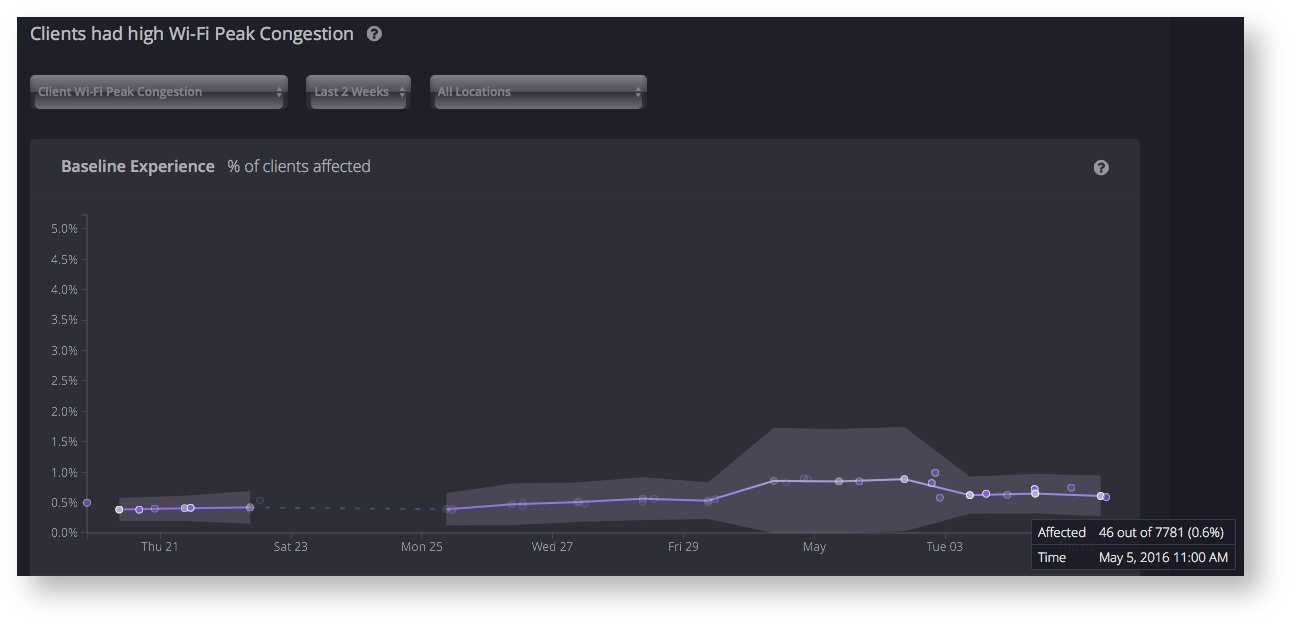 Clients had high Wi-Fi Peak Congestion ?
Client Wi-Fi Peak Congestion
Last 2 Weeks
All Locations
Baseline Experience % of clients affected ?
5.0%
4.5%
4.0%
3.5%
3.0%
2.5%
2.0%
1.5%
1.0%
0.5%
0.0%
Thu 21 Sat 23 Mon 25 Wed 27 Fri 29 May Tue 03
Affected 46 out of 7781 (0.6%)
Time May 5, 2016 11:00 AM